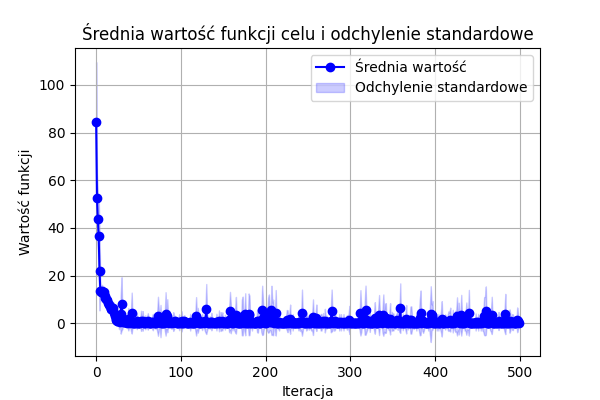 Średnia wartość funkcji celu i odchylenie standardowe
Średnia wartość
Odchylenie standardowe
Wartość funkcji
100
80
60
40
20
0
0 100 200 300 400 500
Iteracja